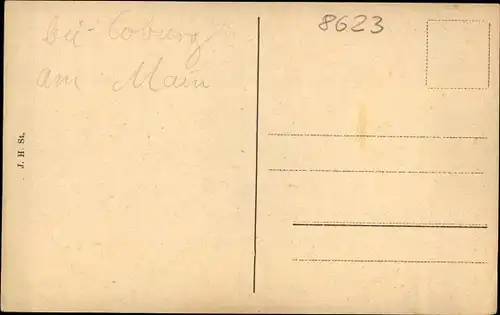 bei Coburg
am Main
8623
J. H. St.